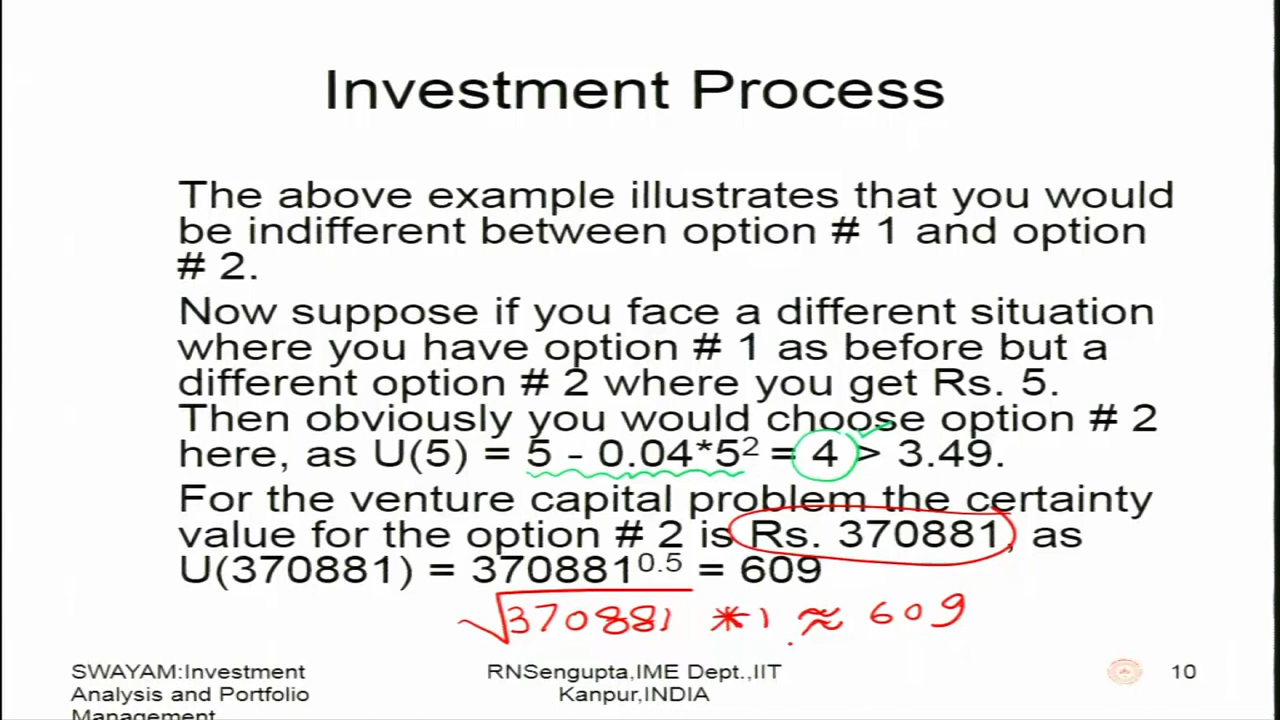 Investment Process
The above example illustrates that you would
be indifferent between option # 1 and option
# 2.
Now suppose if you face a different situation
where you have option # 1 as before but a
different option # 2 where you get Rs. 5.
Then obviously you would choose option # 2
here, as U(5) = 5 - 0.04*5² = 4 > 3.49.
For the venture capital problem the certainty
value for the option # 2 is Rs. 370881, as
U(370881) = 370881⁰·⁵ = 609
√370881 * 1 ≈ 609
SWAYAM:Investment
Analysis and Portfolio
Management
RNSengupta,IME Dept.,IIT
Kanpur,INDIA
10